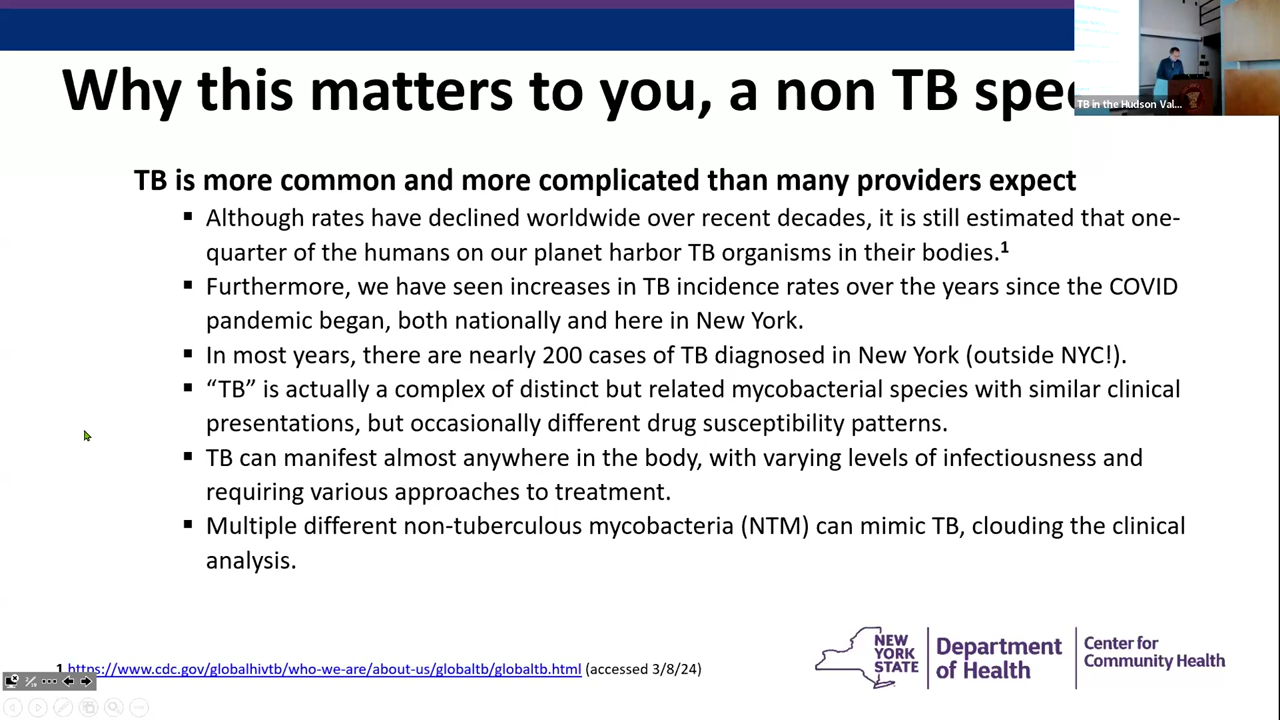 Why this matters to you, a non TB spe
TB in the Hudson Val...
TB is more common and more complicated than many providers expect
▪ Although rates have declined worldwide over recent decades, it is still estimated that one-
quarter of the humans on our planet harbor TB organisms in their bodies.¹
▪ Furthermore, we have seen increases in TB incidence rates over the years since the COVID
pandemic began, both nationally and here in New York.
▪ In most years, there are nearly 200 cases of TB diagnosed in New York (outside NYC!).
▪ “TB” is actually a complex of distinct but related mycobacterial species with similar clinical
presentations, but occasionally different drug susceptibility patterns.
▪ TB can manifest almost anywhere in the body, with varying levels of infectiousness and
requiring various approaches to treatment.
▪ Multiple different non-tuberculous mycobacteria (NTM) can mimic TB, clouding the clinical
analysis.
1 https://www.cdc.gov/globalhivtb/who-we-are/about-us/globaltb/globaltb.html (accessed 3/8/24)
NEW
YORK
STATE
Department
of Health
Center for
Community Health